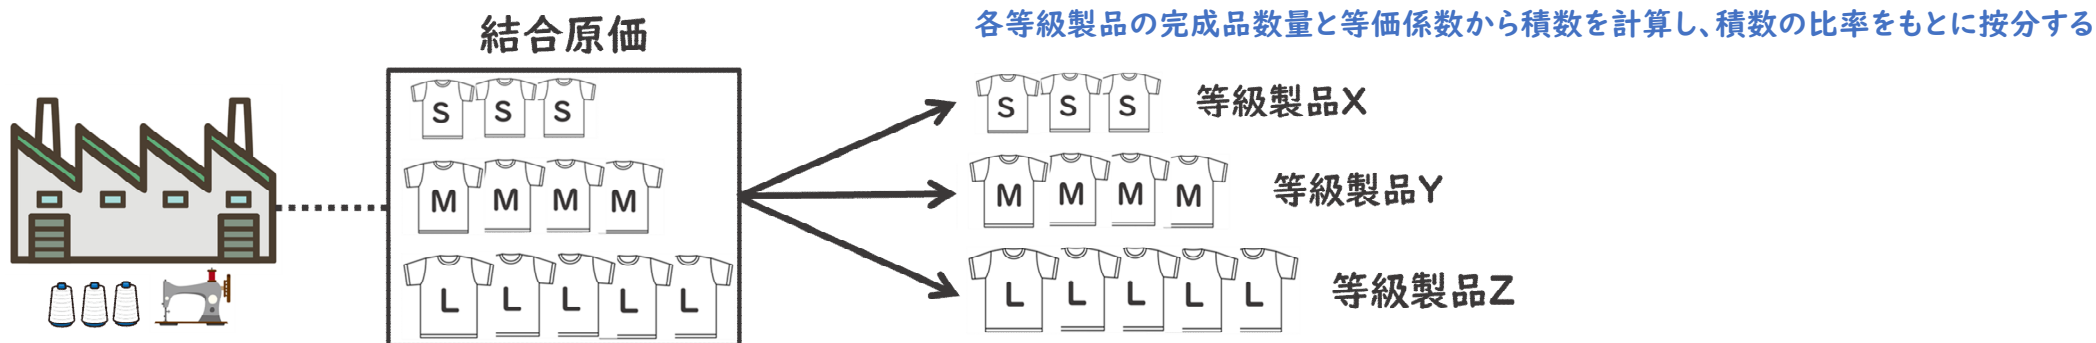 結合原価
各等級製品の完成品数量と等価係数から積数を計算し、積数の比率をもとに按分する
S S S
M M M M
L L L L L
S S S 等級製品X
M M M M 等級製品Y
L L L L L 等級製品Z